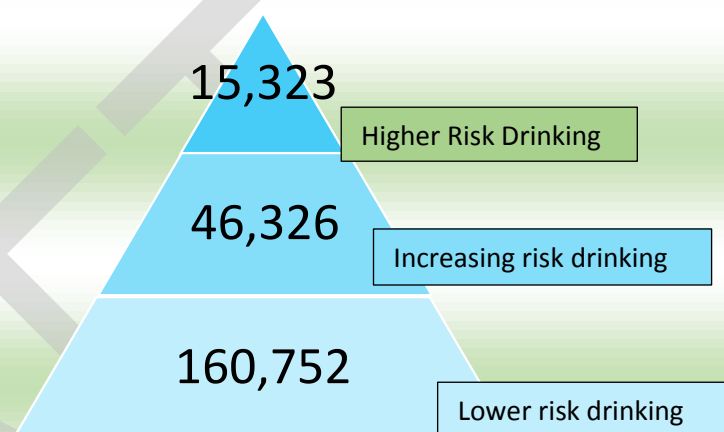 15,323
Higher Risk Drinking
46,326
Increasing risk drinking
160,752
Lower risk drinking